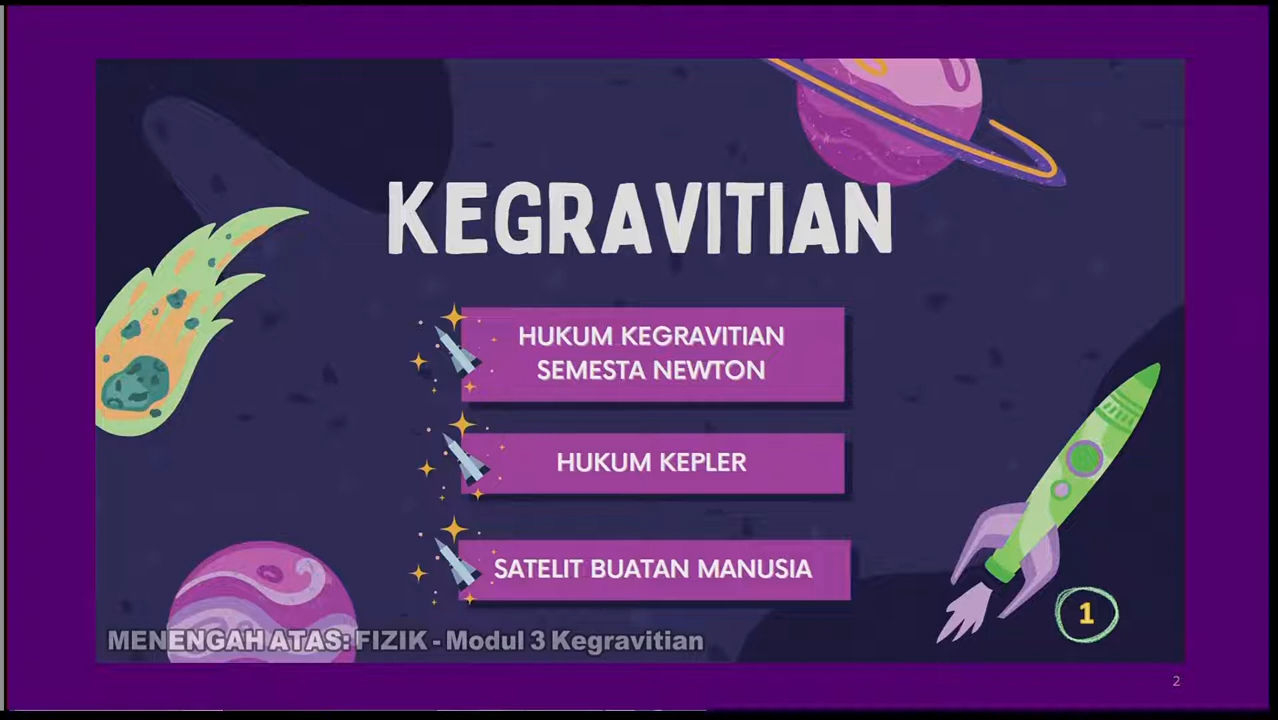 KEGRAVITIAN
HUKUM KEGRAVITIAN
SEMESTA NEWTON
HUKUM KEPLER
SATELIT BUATAN MANUSIA
1
MENENGAH ATAS: FIZIK - Modul 3 Kegravitian
2